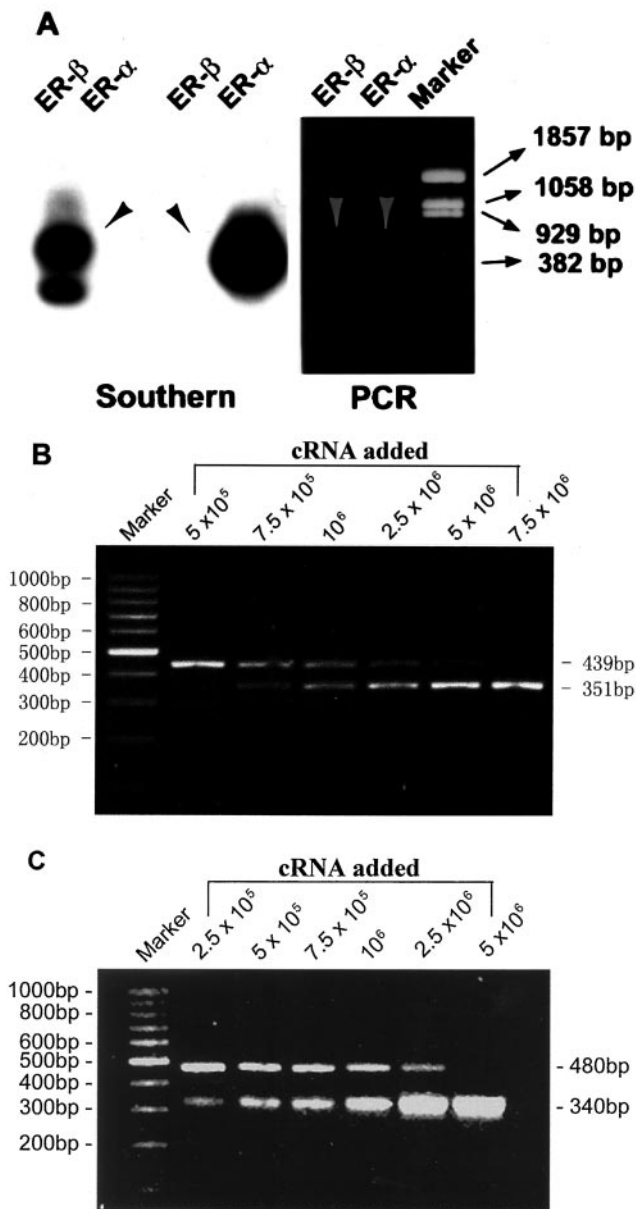 A
ER-β ER-α ER-β ER-α ER-β ER-α Marker
1857 bp
1058 bp
929 bp
382 bp
Southern PCR
B
cRNA added
Marker 5 x10⁵ 7.5 x 10⁵ 10⁶ 2.5 x 10⁶ 5 x 10⁶ 7.5 x 10⁶
1000bp -
800bp -
600bp -
500bp -
400bp -
300bp -
200bp -
- 439bp
- 351bp
C
cRNA added
Marker 2.5 x 10⁵ 5 x 10⁵ 7.5 x 10⁵ 10⁶ 2.5 x 10⁶ 5 x10⁶
1000bp -
800bp -
600bp -
500bp -
400bp -
300bp -
200bp -
- 480bp
- 340bp